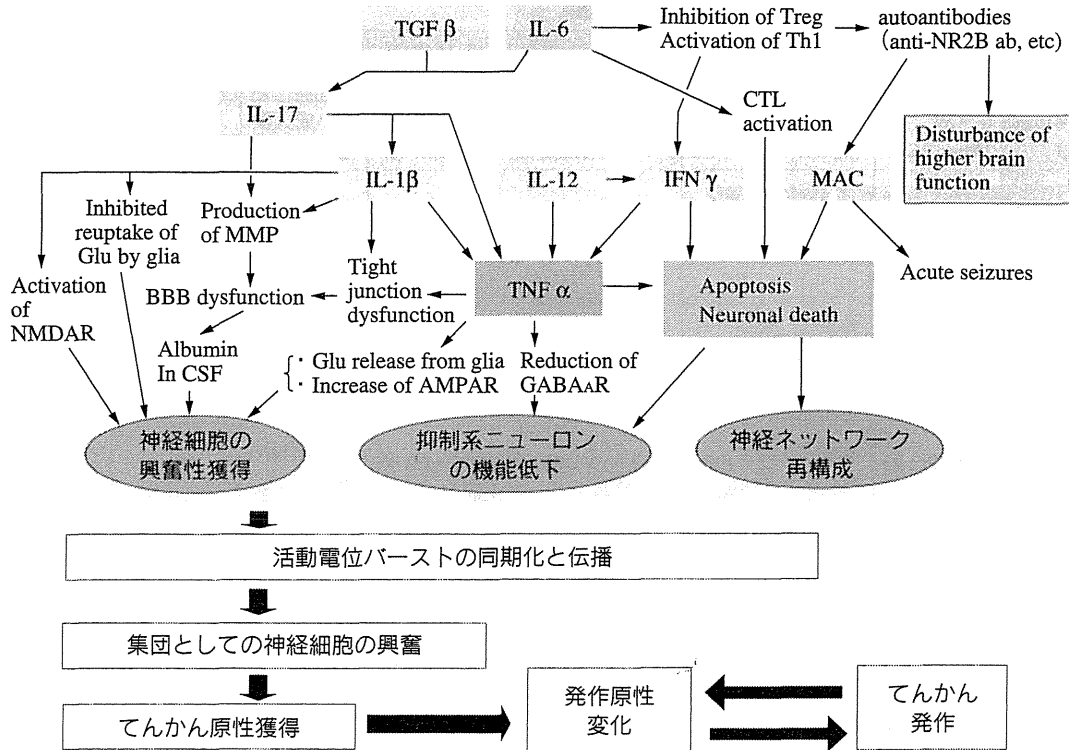 TGF β
IL-6
Inhibition of Treg
Activation of Th1
autoantibodies
(anti-NR2B ab, etc)
IL-17
CTL
activation
Disturbance of
higher brain
function
IL-1β
IL-12
IFN γ
MAC
Inhibited
reuptake of
Glu by glia
Production
of MMP
Activation
of
NMDAR
BBB dysfunction
Tight
junction
dysfunction
TNF α
Apoptosis
Neuronal death
Acute seizures
Albumin
In CSF
・Glu release from glia
・Increase of AMPAR
Reduction of
GABAAR
神経細胞の
興奮性獲得
抑制系ニューロン
の機能低下
神経ネットワーク
再構成
活動電位バーストの同期化と伝播
集団としての神経細胞の興奮
てんかん原性獲得
発作原性
変化
てんかん
発作